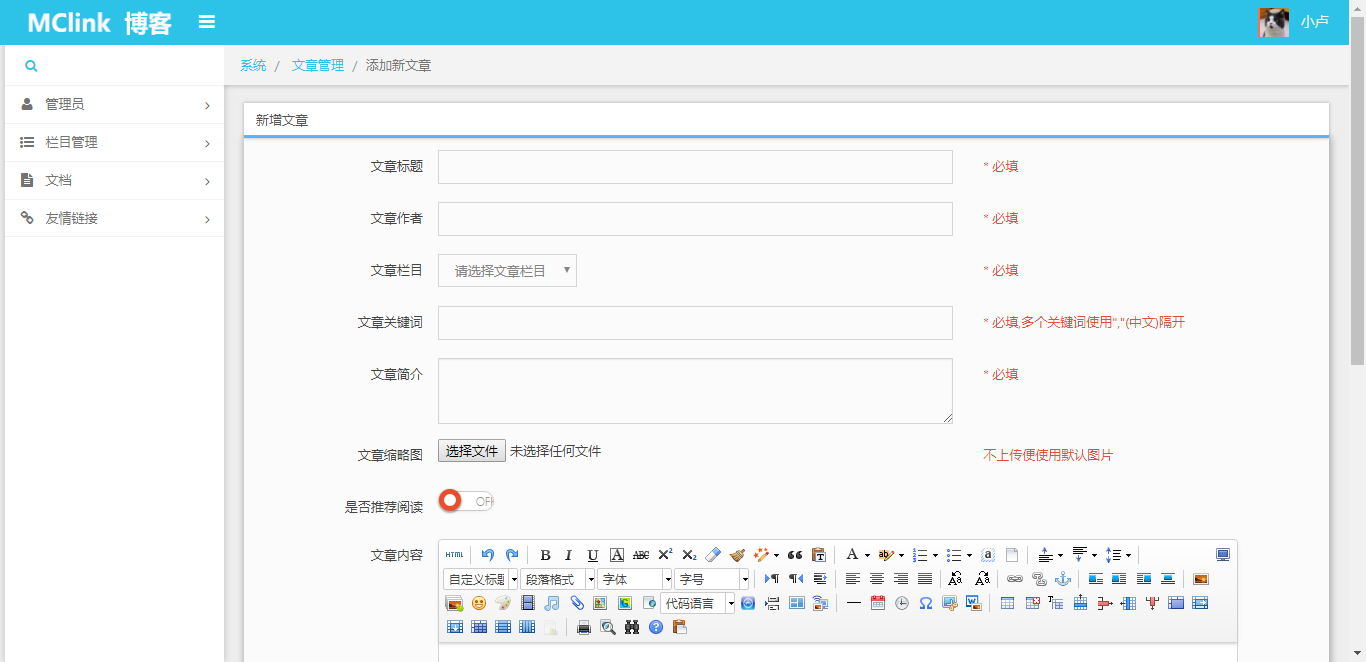 MClink 博客
小卢
系统 / 文章管理 / 添加新文章
管理员
栏目管理
文档
友情链接
新增文章
文章标题 * 必填
文章作者 * 必填
文章栏目 请选择文章栏目 * 必填
文章关键词 * 必填,多个关键词使用","(中文)隔开
文章简介 * 必填
文章缩略图 选择文件 未选择任何文件 不上传便使用默认图片
是否推荐阅读 OFF
文章内容 HTML B I U A ABC X² X₂ A ab a
自定义标题 段落格式 字体 字号
代码语言